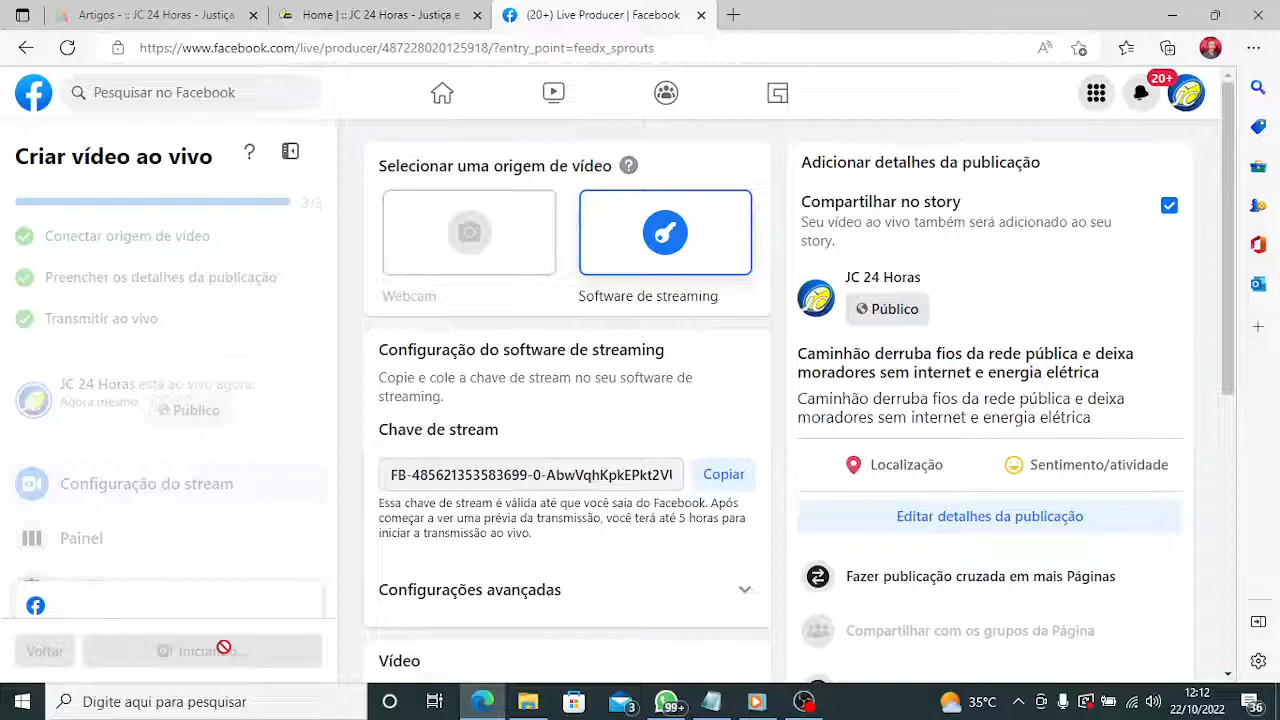 Artigos - :: JC 24 Horas - Justiça
Home | :: JC 24 Horas - Justiça e
(20+) Live Producer | Facebook
https://www.facebook.com/live/producer/487228020125918/?entry_point=feedx_sprouts
Pesquisar no Facebook
20+
Criar vídeo ao vivo
?
Conectar origem de vídeo
Preencher os detalhes da publicação
Transmitir ao vivo
JC 24 Horas está ao vivo agora.
Agora mesmo
Público
Configuração do stream
Painel
Voltar
Iniciando...
Selecionar uma origem de vídeo ?
Webcam
Software de streaming
Configuração do software de streaming
Copie e cole a chave de stream no seu software de
streaming.
Chave de stream
FB-485621353583699-0-AbwVqhKpkEPkt2V
Copiar
Essa chave de stream é válida até que você saia do Facebook. Após
começar a ver uma prévia da transmissão, você terá até 5 horas para
iniciar a transmissão ao vivo.
Configurações avançadas
Vídeo
Adicionar detalhes da publicação
Compartilhar no story
Seu vídeo ao vivo também será adicionado ao seu
story.
JC 24 Horas
Público
Caminhão derruba fios da rede pública e deixa
moradores sem internet e energia elétrica
Caminhão derruba fios da rede pública e deixa
moradores sem internet e energia elétrica
Localização
Sentimento/atividade
Editar detalhes da publicação
Fazer publicação cruzada em mais Páginas
Compartilhar com os grupos da Página
Digite aqui para pesquisar
3
99+
35°C
12:12
22/10/2022
36